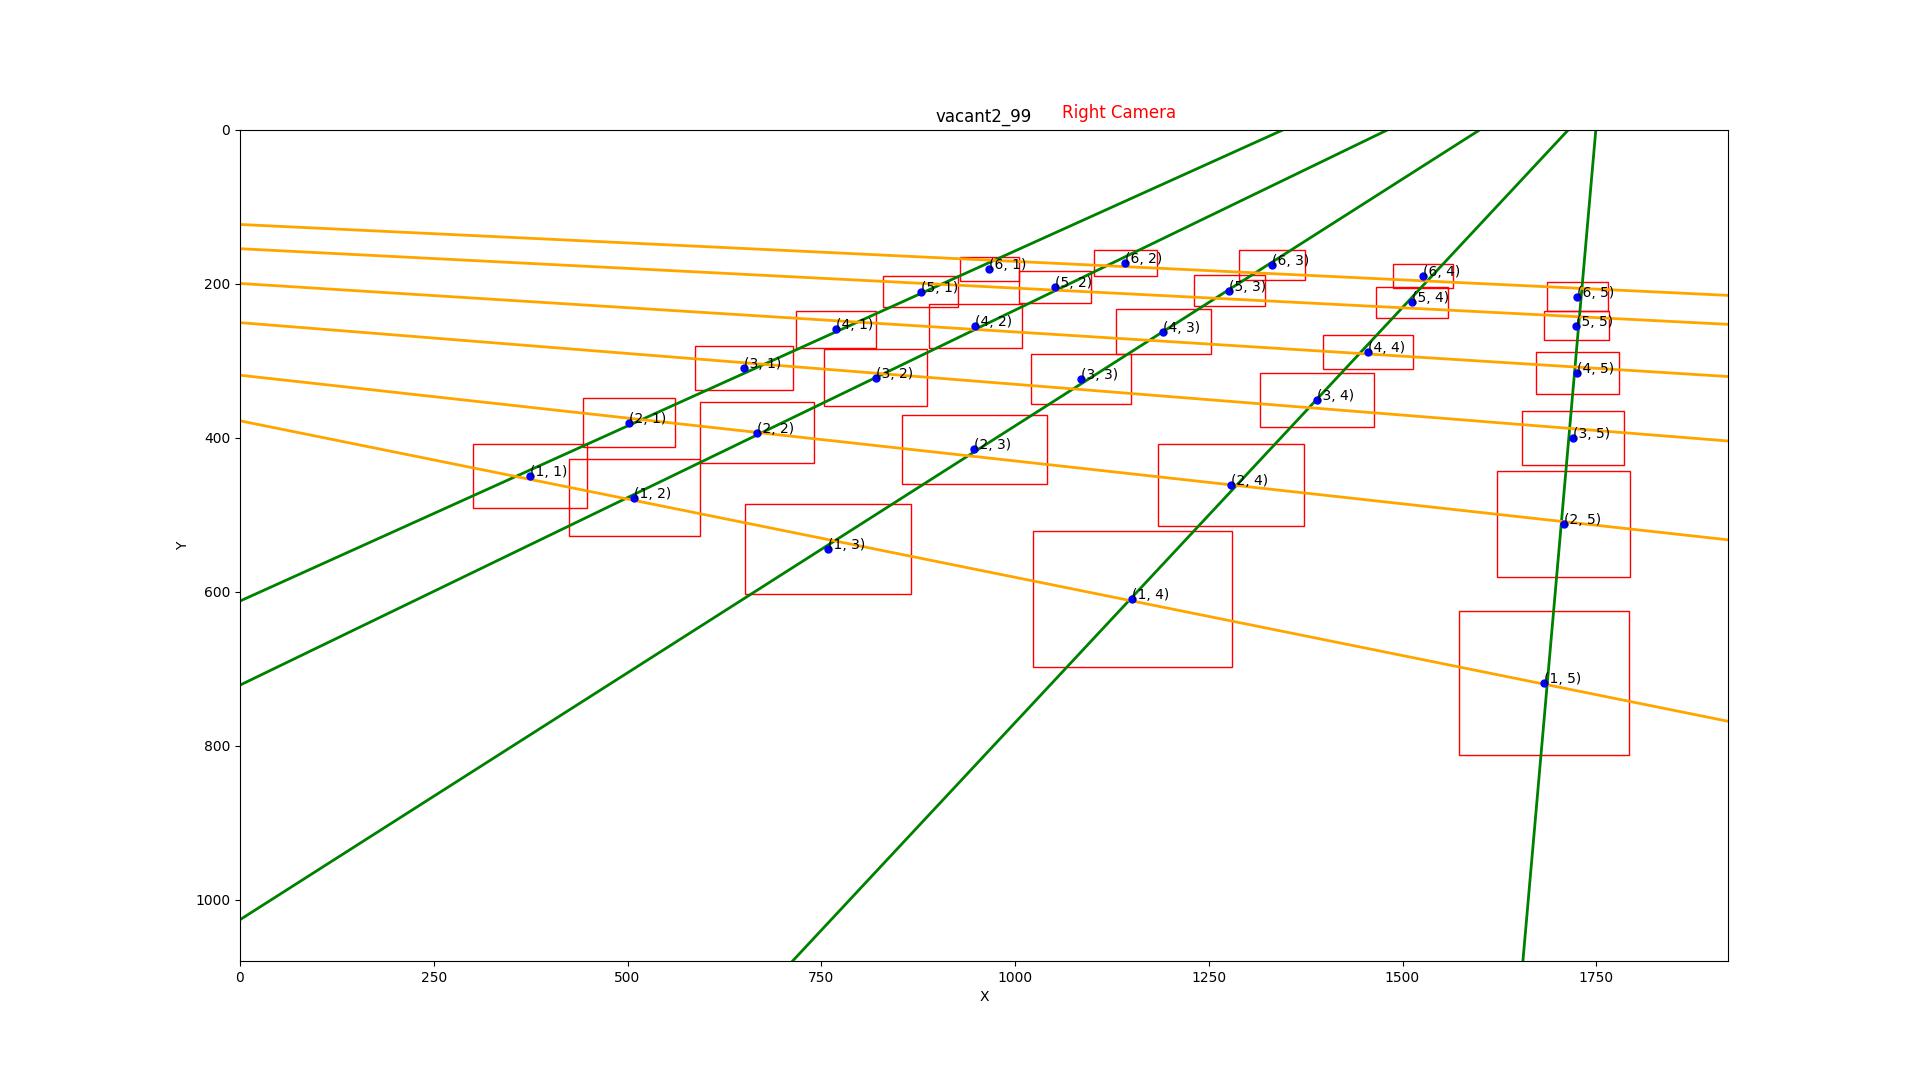 vacant2_99 Right Camera
0
200
400
600
800
1000
Y
(6, 1) (6, 2) (6, 3) (6, 4) (6, 5)
(5, 1) (5, 2) (5, 3) (5, 4) (5, 5)
(4, 1) (4, 2) (4, 3) (4, 4) (4, 5)
(3, 1) (3, 2) (3, 3) (3, 4) (3, 5)
(2, 1) (2, 2) (2, 3) (2, 4) (2, 5)
(1, 1) (1, 2) (1, 3) (1, 4) (1, 5)
0 250 500 750 1000 1250 1500 1750
X